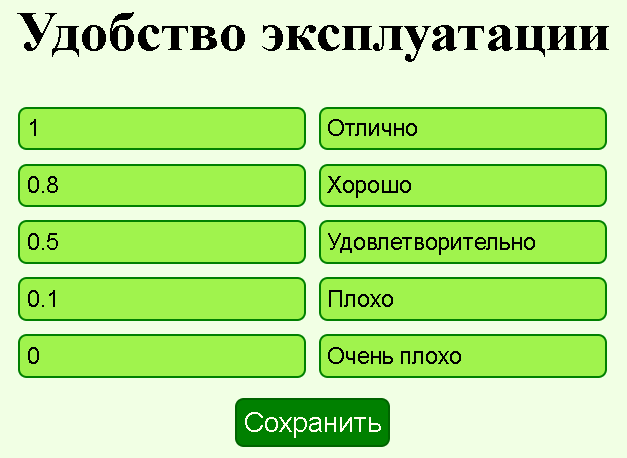 Удобство эксплуатации
1 Отлично
0.8 Хорошо
0.5 Удовлетворительно
0.1 Плохо
0 Очень плохо
Сохранить